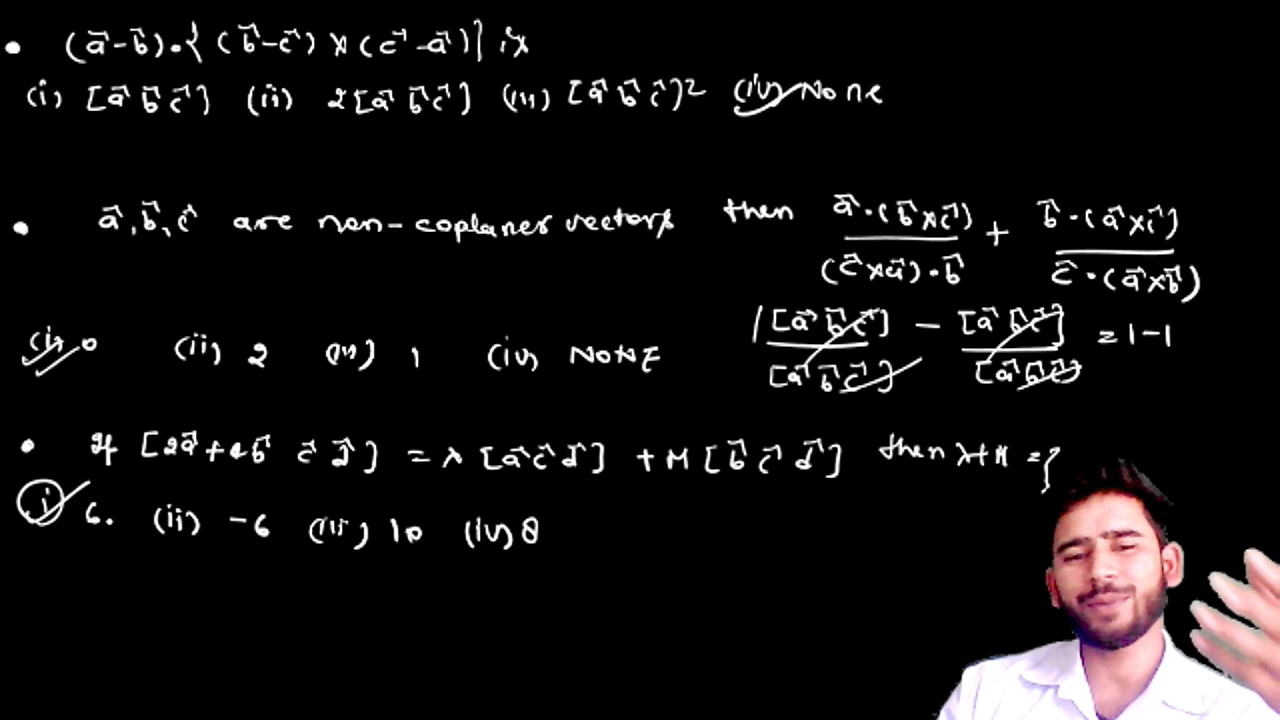 • (a⃗-b⃗)·{(b⃗-c⃗)×(c⃗-a⃗)} is
(i) [a⃗ b⃗ c⃗] (ii) 2[a⃗ b⃗ c⃗] (iii) [a⃗ b⃗ c⃗]² (iv) None
• a⃗, b⃗, c⃗ are non-coplaner vectors then a⃗·(b⃗×c⃗)/(c⃗×a⃗)·b⃗ + b⃗·(a⃗×c⃗)/c⃗·(a⃗×b⃗)
(i) 0 (ii) 2 (iii) 1 (iv) NONE [a⃗ b⃗ c⃗]/[a⃗ b⃗ c⃗] - [a⃗ b⃗ c⃗]/[a⃗ b⃗ c⃗] = 1-1
• If [2a⃗+4b⃗ c⃗ d⃗] = λ[a⃗ c⃗ d⃗] + M[b⃗ c⃗ d⃗] then λ+M = ?
(i) 6. (ii) -6 (iii) 10 (iv) 8